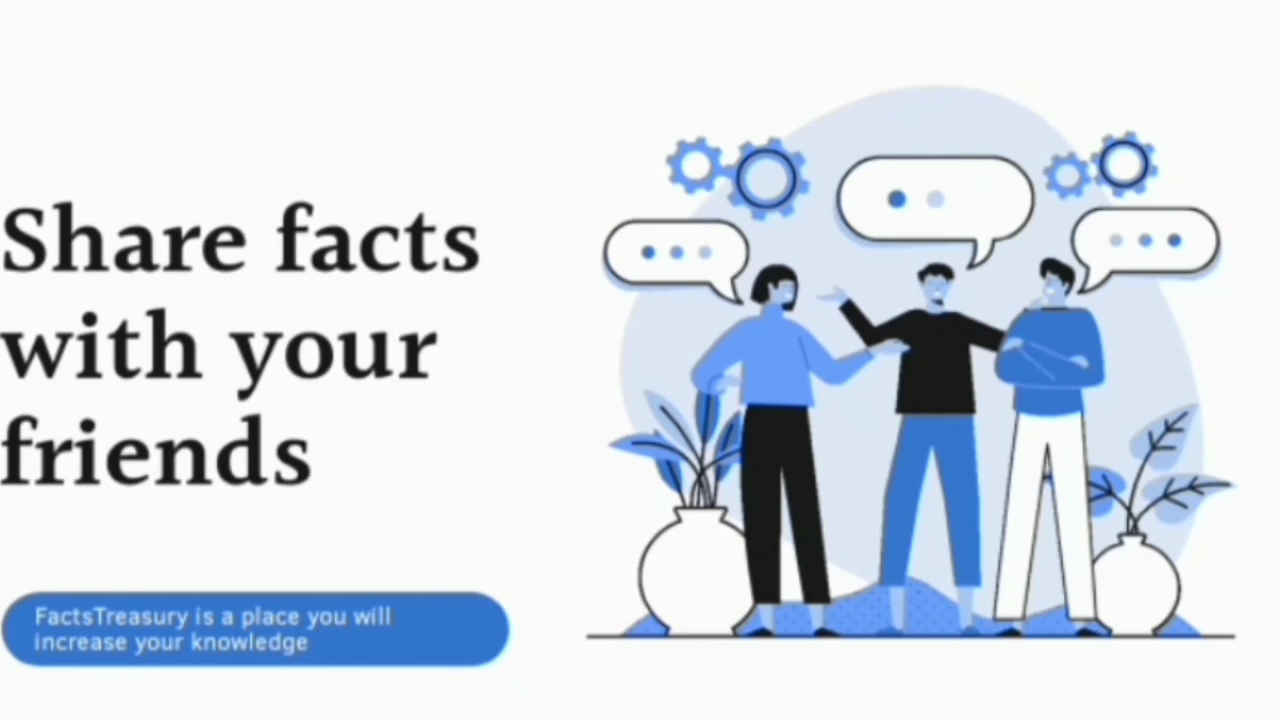 Share facts
with your
friends
FactsTreasury is a place you will
increase your knowledge